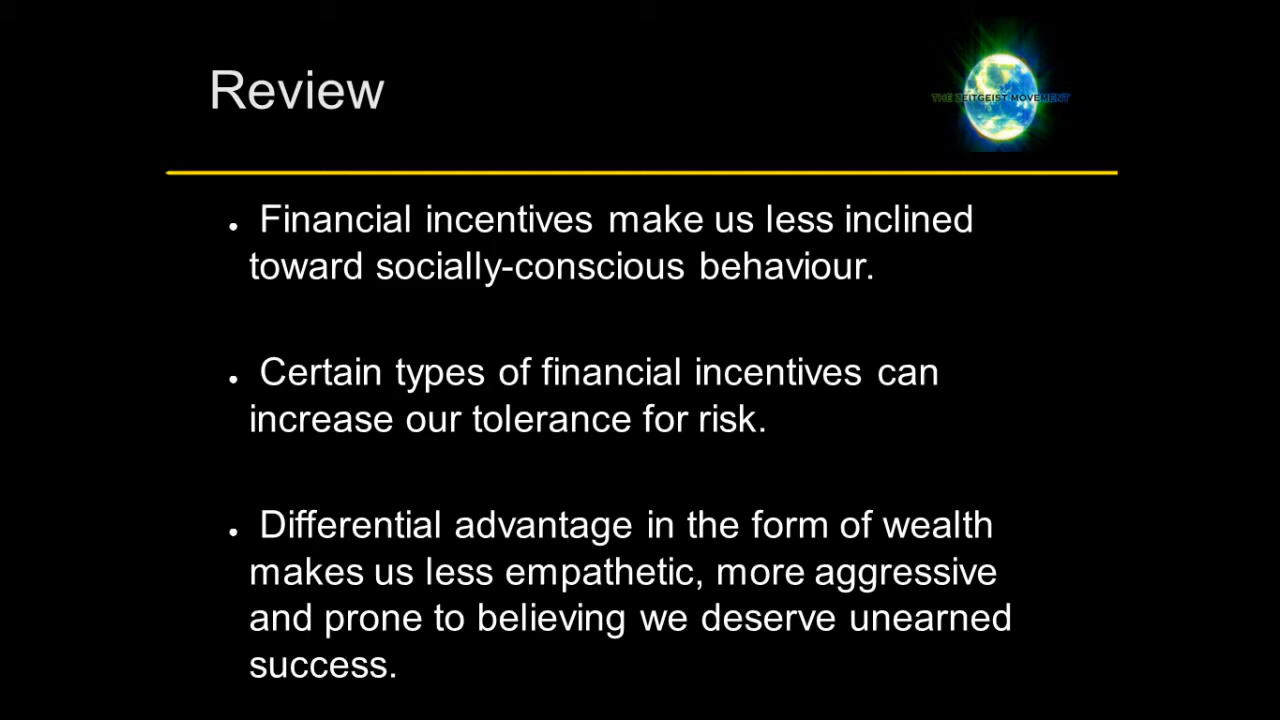 Review
THE ZEITGEIST MOVEMENT
• Financial incentives make us less inclined
toward socially-conscious behaviour.
• Certain types of financial incentives can
increase our tolerance for risk.
• Differential advantage in the form of wealth
makes us less empathetic, more aggressive
and prone to believing we deserve unearned
success.